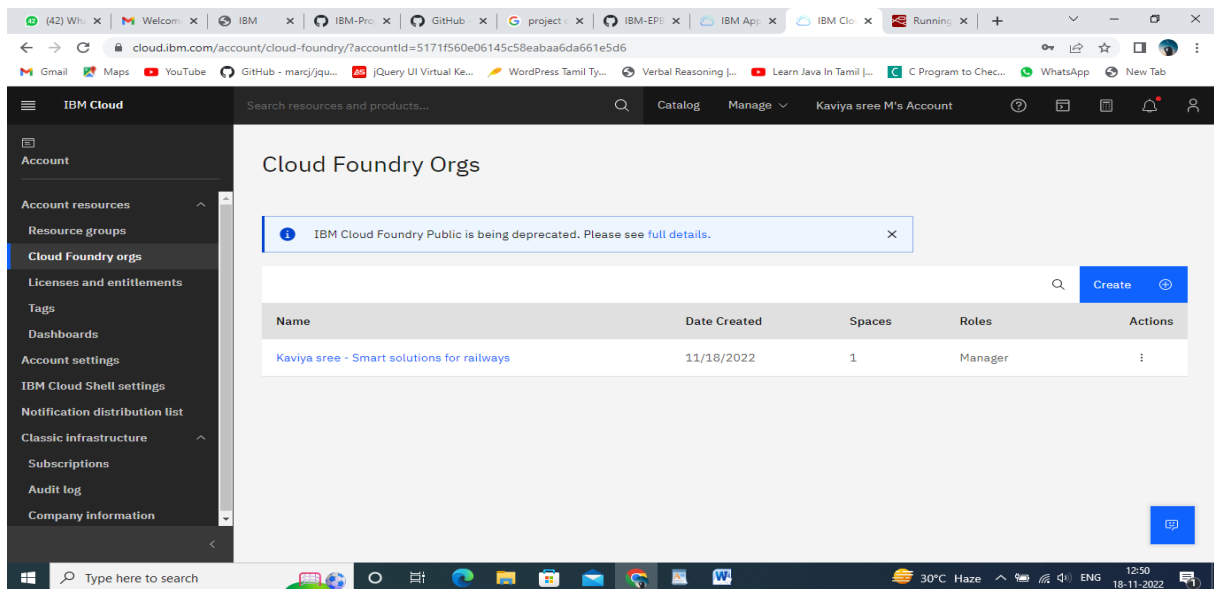 (42) Wha
Welcom
IBM
IBM-Proj
GitHub
project c
IBM-EPB
IBM App
IBM Clou
Running
cloud.ibm.com/account/cloud-foundry/?accountId=5171f560e06145c58eabaa6da661e5d6
Gmail
Maps
YouTube
GitHub - marcj/jqu...
jQuery UI Virtual Ke...
WordPress Tamil Ty...
Verbal Reasoning |...
Learn Java In Tamil |...
C Program to Chec...
WhatsApp
New Tab
IBM Cloud
Search resources and products...
Catalog
Manage
Kaviya sree M's Account
Account
Account resources
Resource groups
Cloud Foundry orgs
Licenses and entitlements
Tags
Dashboards
Account settings
IBM Cloud Shell settings
Notification distribution list
Classic infrastructure
Subscriptions
Audit log
Company information
Cloud Foundry Orgs
IBM Cloud Foundry Public is being deprecated. Please see full details.
Create
Name Date Created Spaces Roles Actions
Kaviya sree - Smart solutions for railways 11/18/2022 1 Manager
Type here to search
30°C Haze
ENG
12:50
18-11-2022